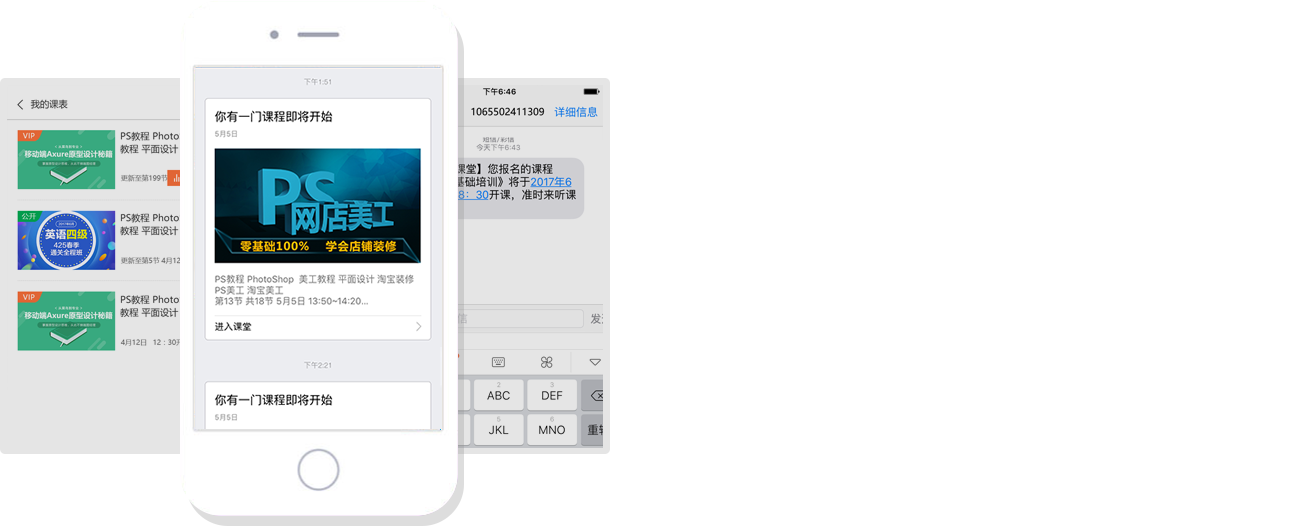 我的课表
VIP
移动端Axure原型设计秘籍
PS教程 Photo
教程 平面设计
更新至第199节
公开
英语四级
425春季
通关全程班
PS教程 Photo
教程 平面设计
更新至第5节 4月12
VIP
移动端Axure原型设计秘籍
PS教程 Photo
教程 平面设计
4月12日 12：30开
下午1:51
你有一门课程即将开始
5月5日
PS
网店美工
零基础100% 学会店铺装修
PS教程 PhotoShop 美工教程 平面设计 淘宝装修
PS美工 淘宝美工
第13节 共18节 5月5日 13:50~14:20...
进入课堂
下午2:21
你有一门课程即将开始
5月5日
下午6:46
1065502411309 详细信息
短信/彩信
今天下午6:43
课堂】您报名的课程
基础培训》将于2017年6
8：30开课，准时来听课
信
2
ABC
3
DEF
5
JKL
6
MNO